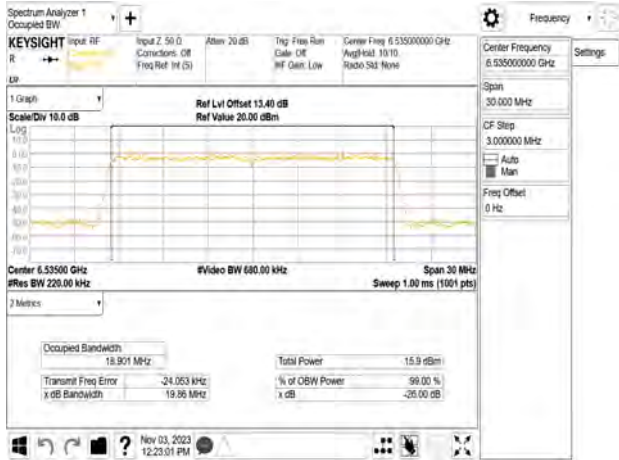 Spectrum Analyzer 1
Occupied BW
+
Frequency
KEYSIGHT Input: RF
R
Input Z: 50 Ω
Corrections: Off
Freq Ref: Int (S)
Atten: 20 dB
Trig: Free Run
Gate: Off
#IF Gain: Low
Center Freq: 6.535000000 GHz
Avg|Hold: 10/10
Radio Std: None
Center Frequency
6.535000000 GHz
Settings
Span
30.000 MHz
CF Step
3.000000 MHz
Auto
Man
Freq Offset
0 Hz
1 Graph
Scale/Div 10.0 dB
Ref Lvl Offset 13.40 dB
Ref Value 20.00 dBm
Log
Center 6.53500 GHz
#Res BW 220.00 kHz
#Video BW 680.00 kHz
Span 30 MHz
Sweep 1.00 ms (1001 pts)
2 Metrics
Occupied Bandwidth
18.901 MHz
Transmit Freq Error -24.053 kHz
x dB Bandwidth 19.86 MHz
Total Power 15.9 dBm
% of OBW Power 99.00 %
x dB -26.00 dB
?
Nov 03, 2023
12:23:01 PM